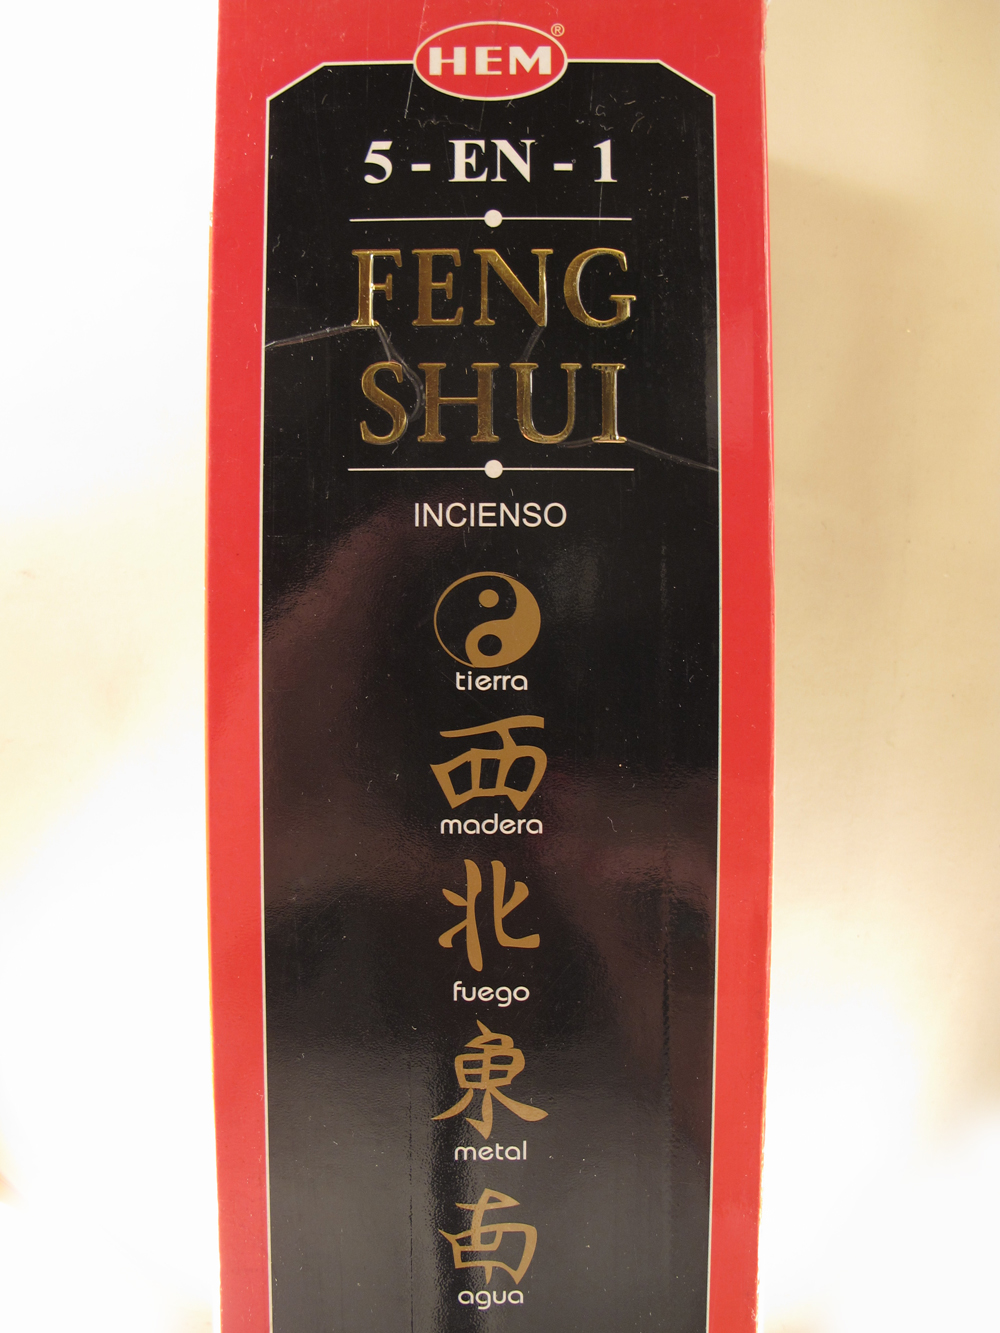 HEM®
5 - EN - 1
FENG
SHUI
INCIENSO
tierra
西
madera
北
fuego
東
metal
南
agua